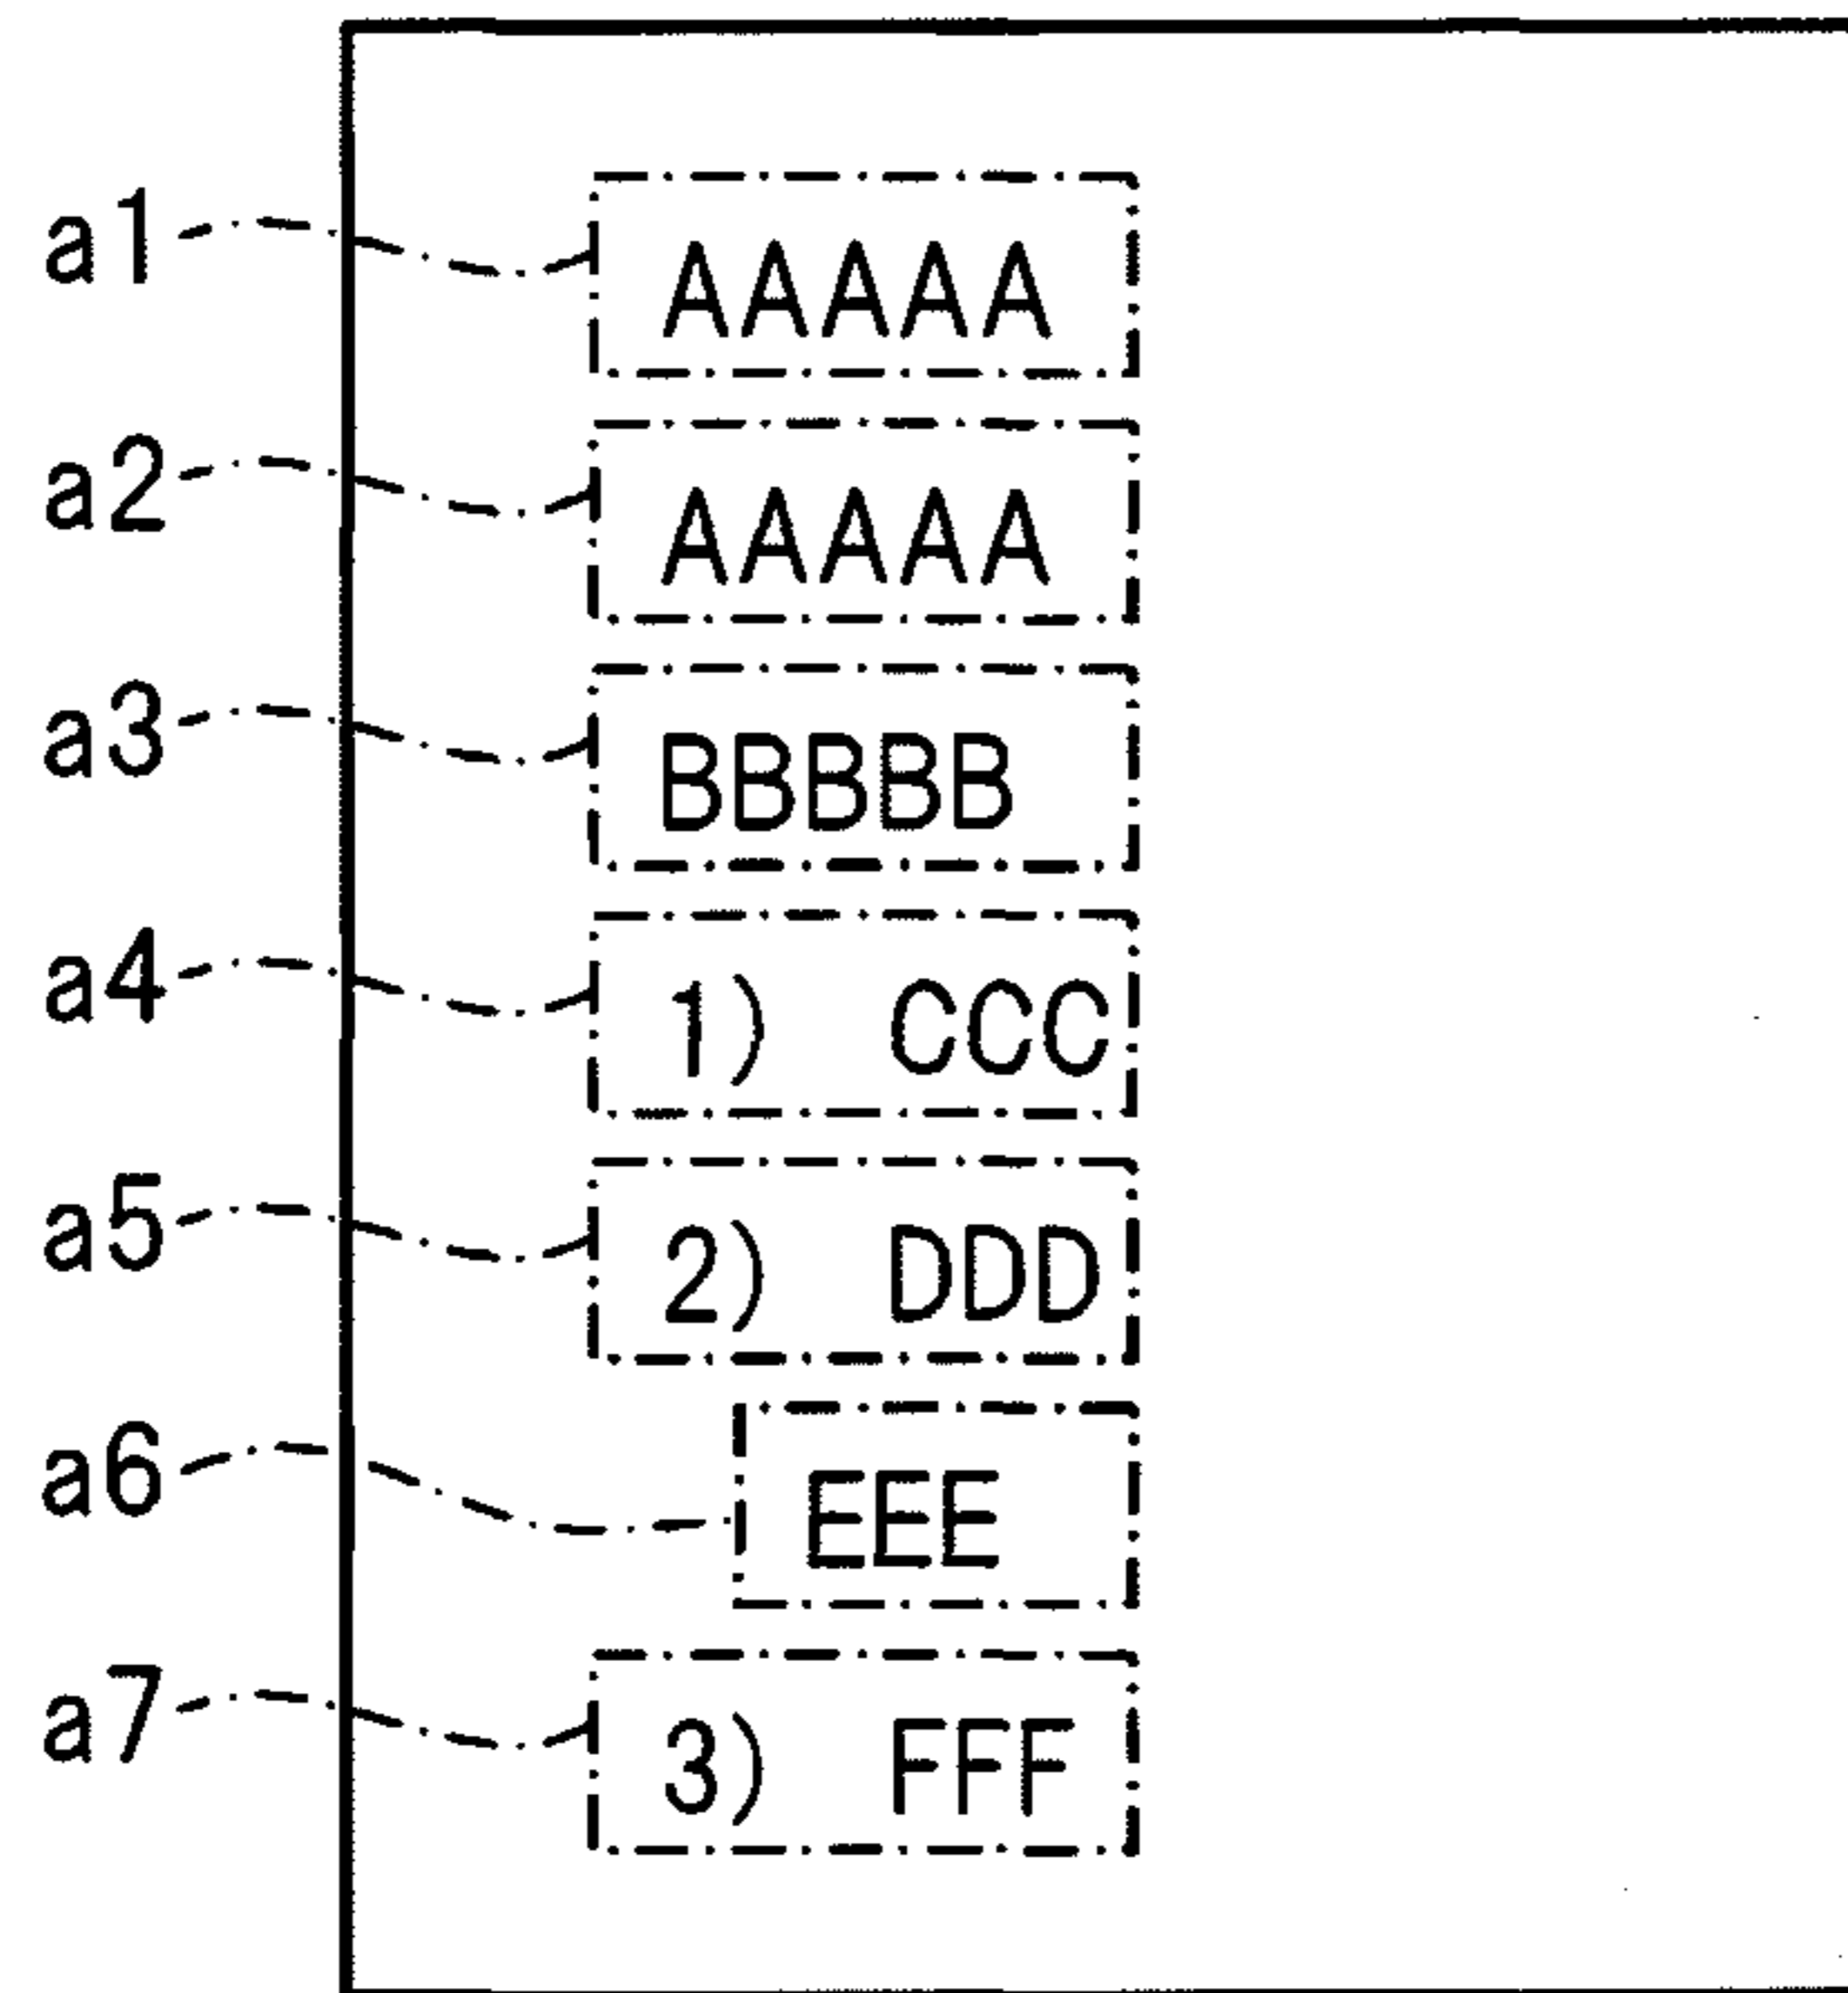 a1 AAAAA
a2 AAAAA
a3 BBBBB
a4 1) CCC
a5 2) DDD
a6 EEE
a7 3) FFF